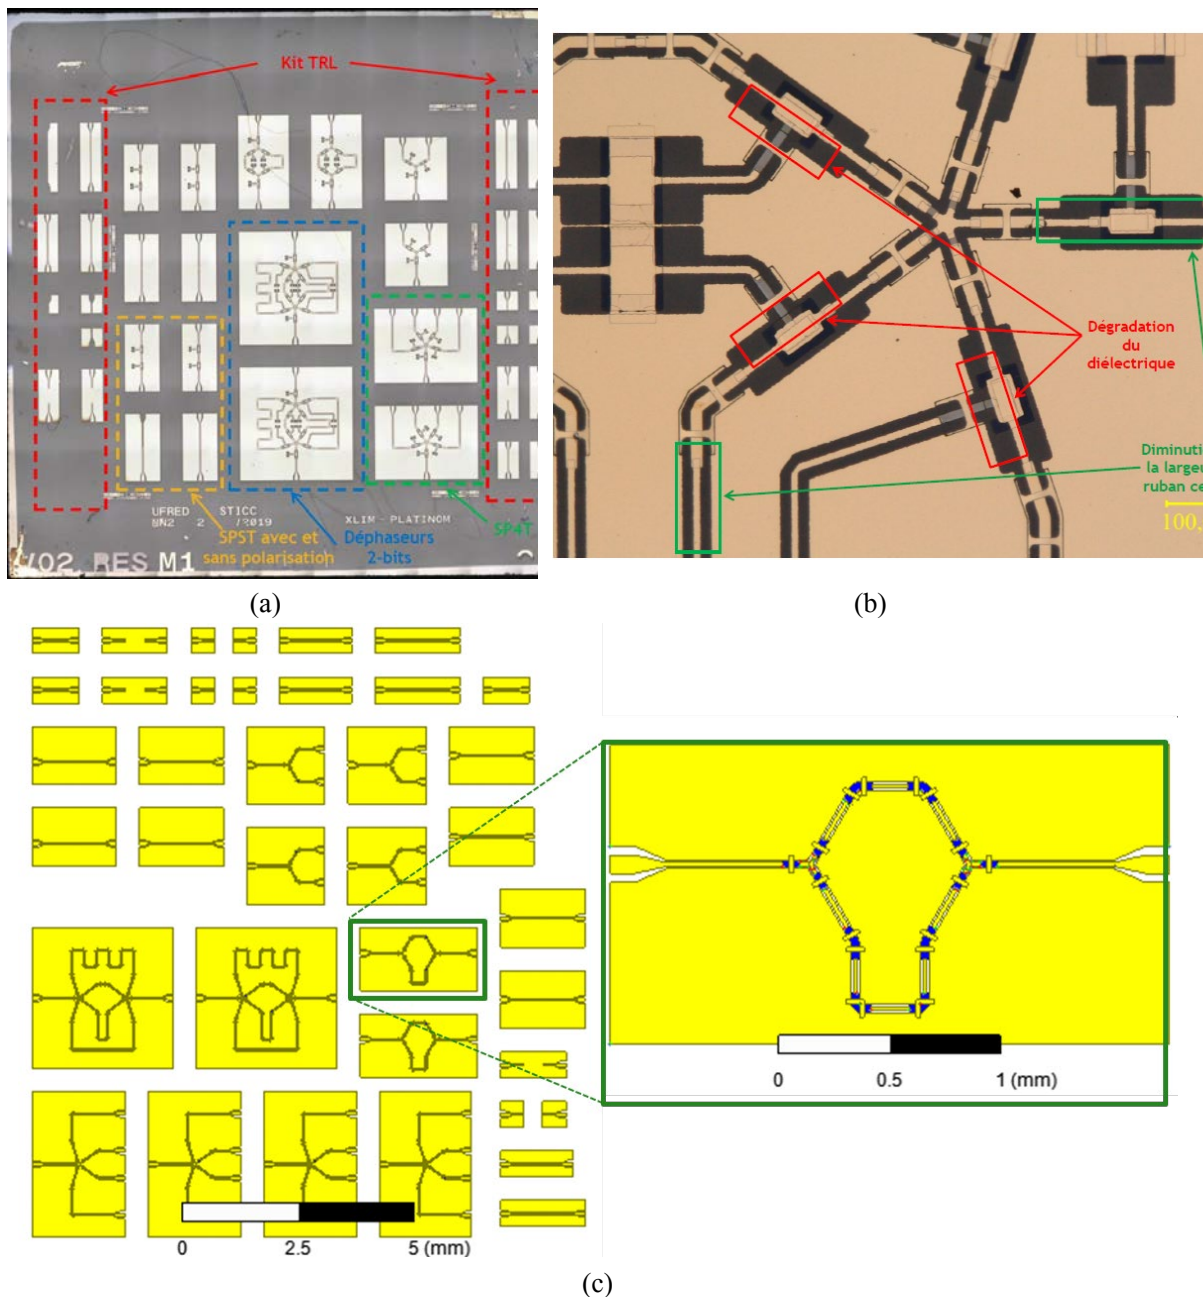 Kit TRL
UFRED STICC
2 /2019
XLIM - PLATINOM
SPST avec et
sans polarisation
Déphaseurs
2-bits
SP4T
RES M1
Dégradation
du
diélectrique
Diminuti
la large
ruban ce
100.
(a)
(b)
0
0.5
1 (mm)
0
2.5
5 (mm)
(c)